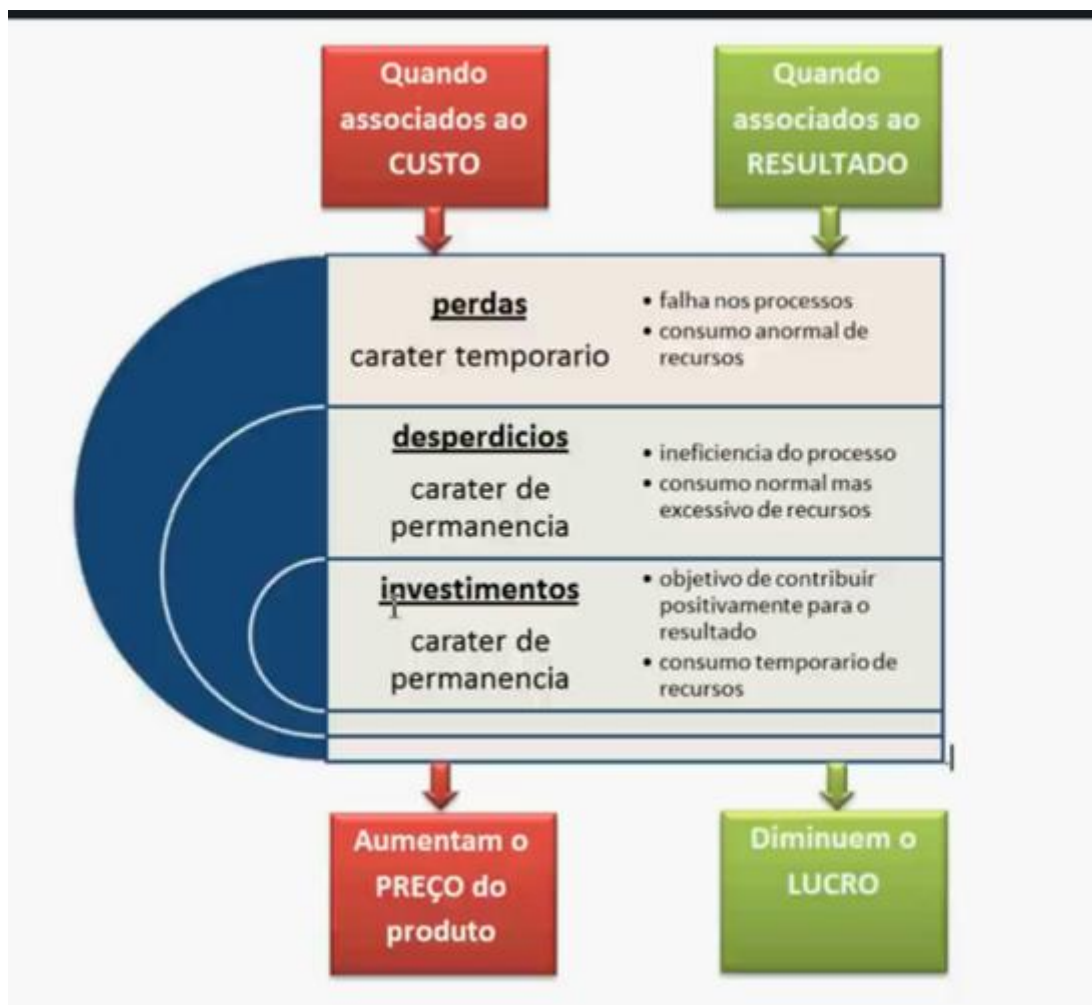 Quando
associados ao
CUSTO
Quando
associados ao
RESULTADO
perdas
carater temporario
• falha nos processos
• consumo anormal de
recursos
desperdicios
carater de
permanencia
• ineficiencia do processo
• consumo normal mas
excessivo de recursos
investimentos
carater de
permanencia
• objetivo de contribuir
positivamente para o
resultado
• consumo temporario de
recursos
Aumentam o
PREÇO do
produto
Diminuem o
LUCRO